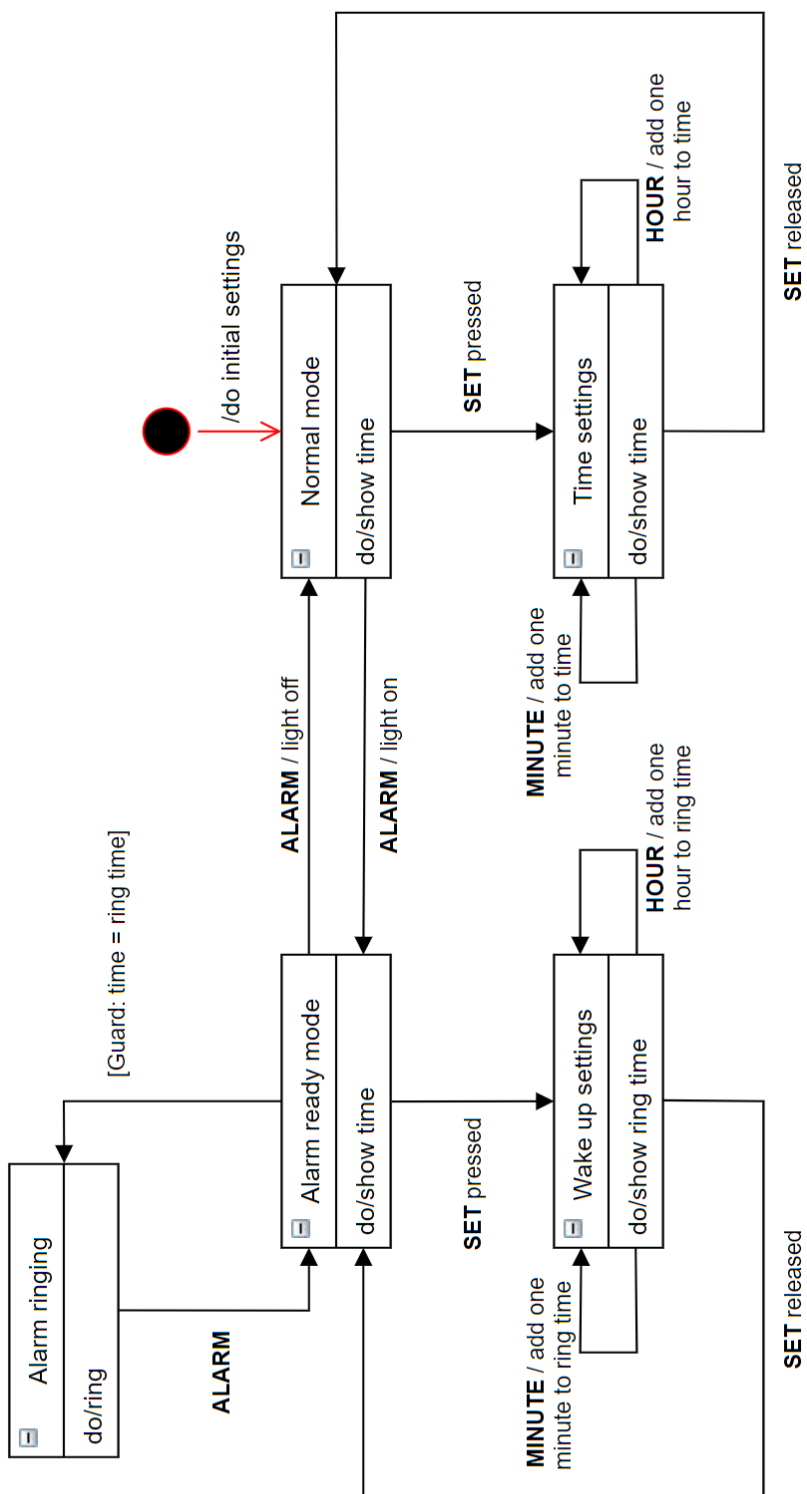 Alarm ringing
do/ring
[Guard: time = ring time]
ALARM
Alarm ready mode
do/show time
ALARM / light off
ALARM / light on
/do initial settings
Normal mode
do/show time
SET pressed
SET pressed
Wake up settings
do/show ring time
MINUTE / add one
minute to ring time
HOUR / add one
hour to ring time
MINUTE / add one
minute to time
Time settings
do/show time
HOUR / add one
hour to time
SET released
SET released